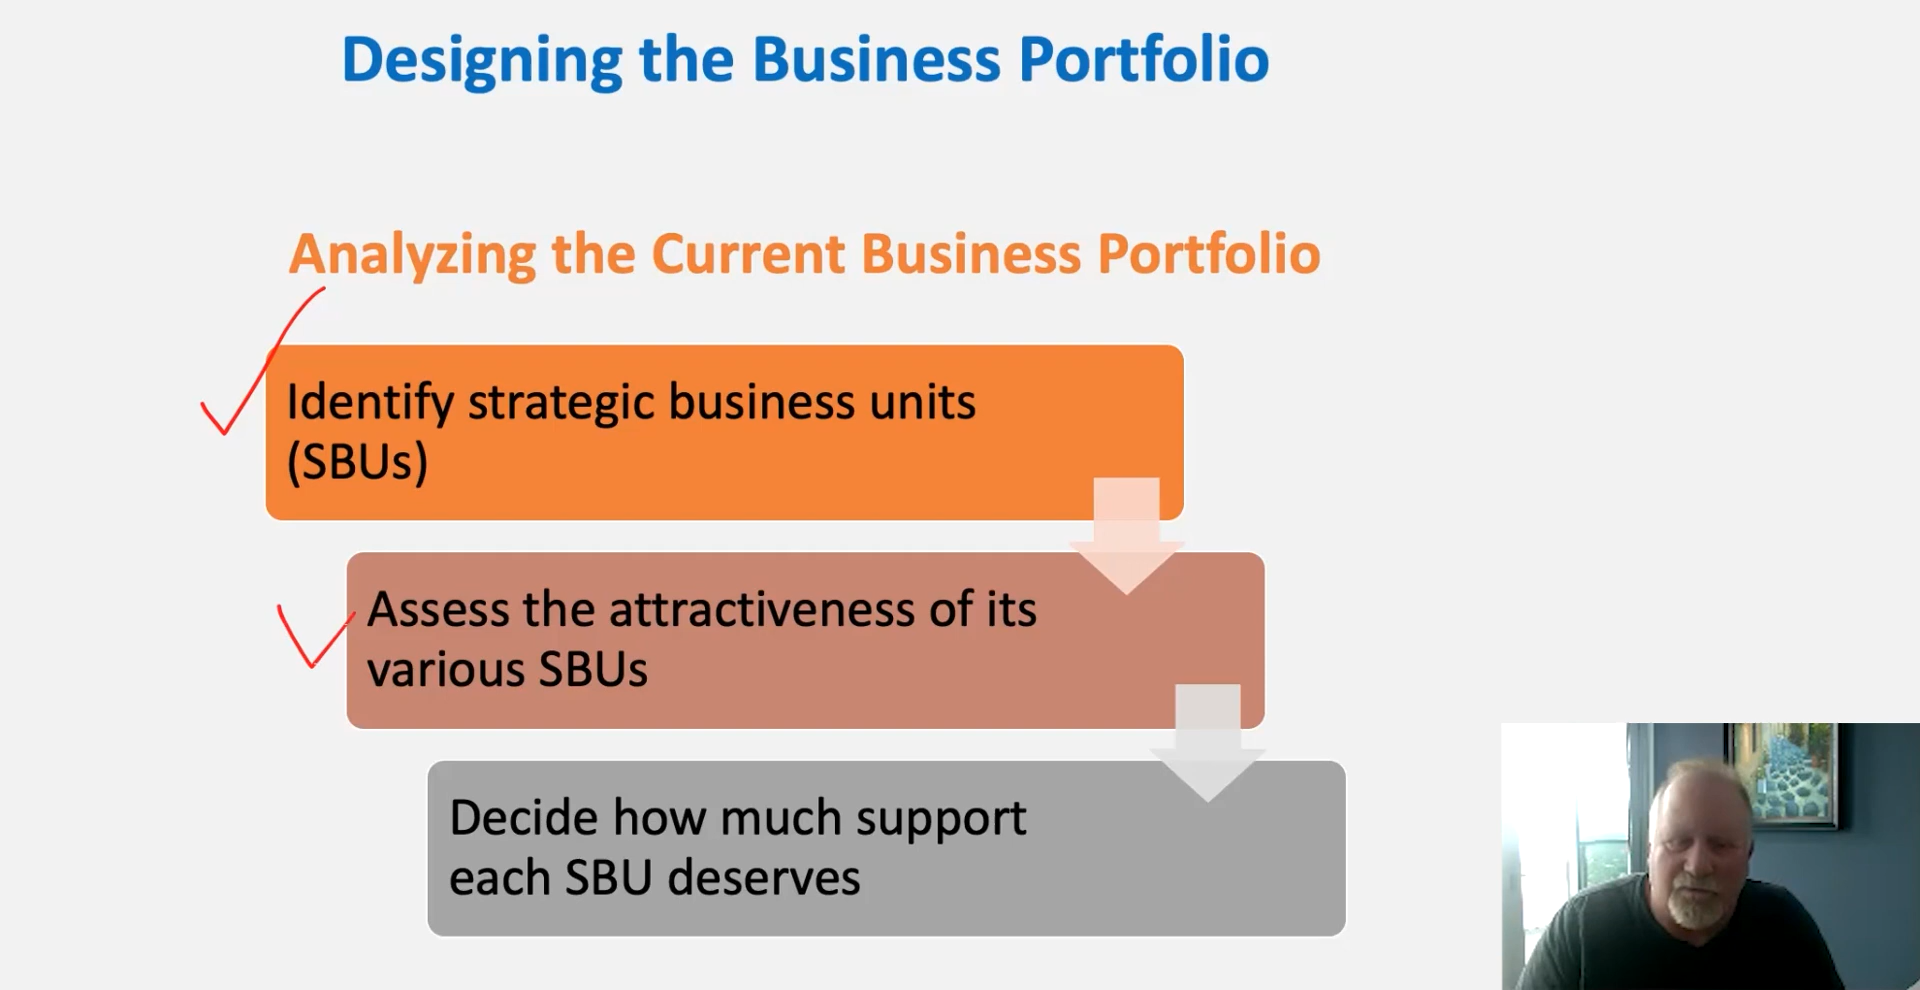 Designing the Business Portfolio
Analyzing the Current Business Portfolio
Identify strategic business units
(SBUs)
Assess the attractiveness of its
various SBUs
Decide how much support
each SBU deserves